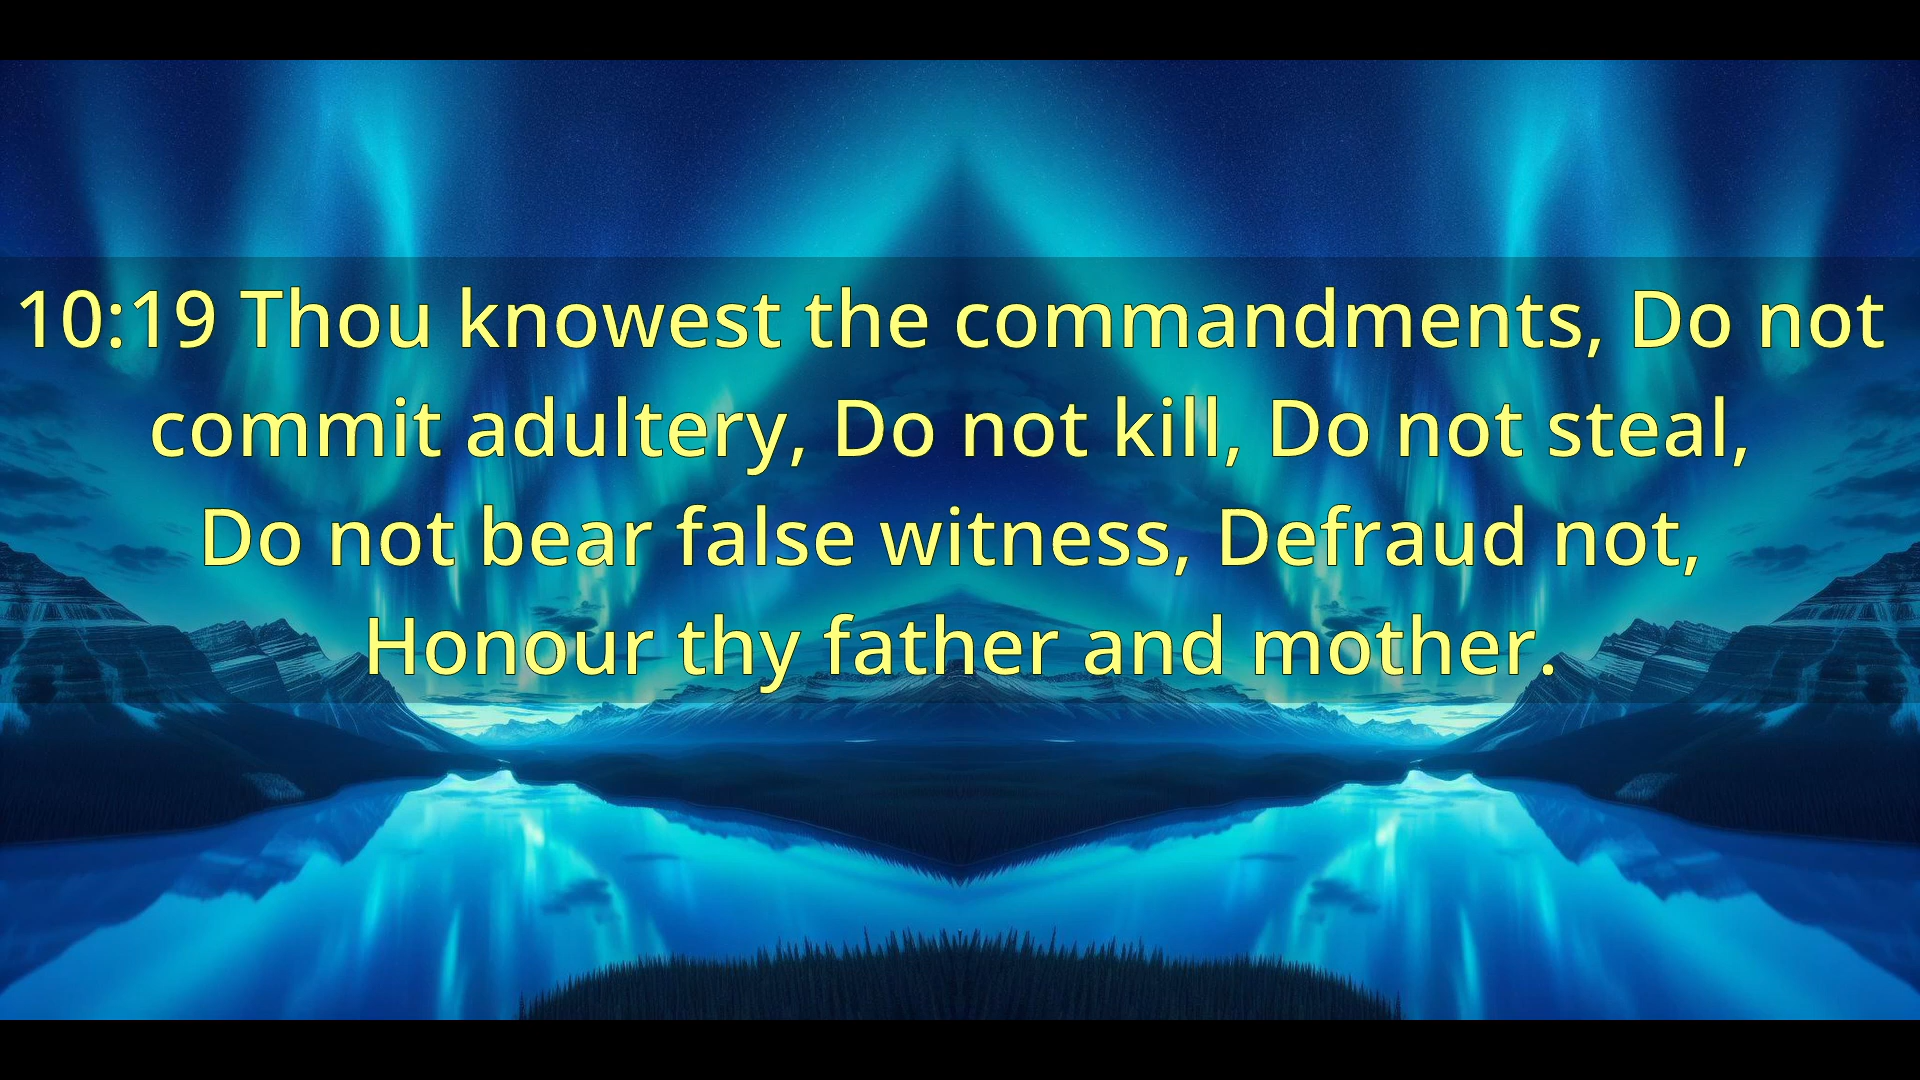 10:19 Thou knowest the commandments, Do not
commit adultery, Do not kill, Do not steal,
Do not bear false witness, Defraud not,
Honour thy father and mother.